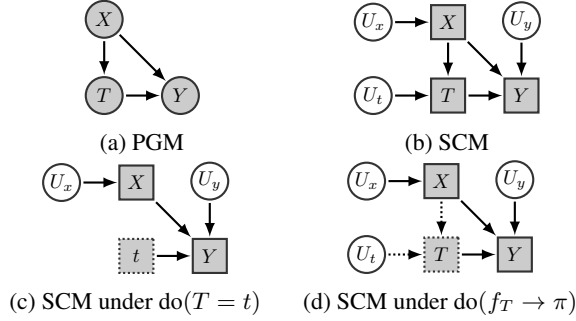 X
T
Y
(a) PGM
U_x
X
U_y
U_t
T
Y
(b) SCM
U_x
X
U_y
t
Y
(c) SCM under do(T = t)
U_x
X
U_y
U_t
T
Y
(d) SCM under do(f_T → π)